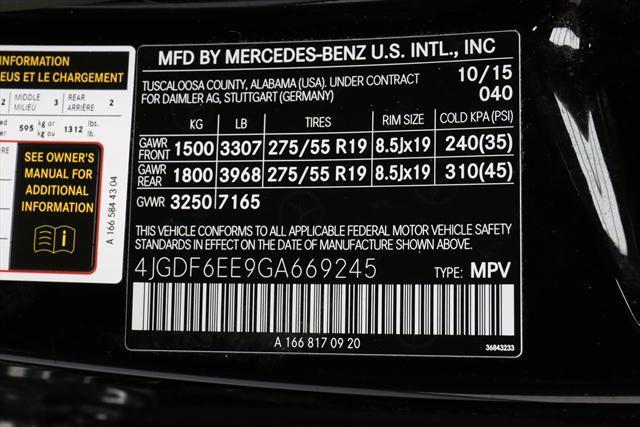 INFORMATION
EUS ET LE CHARGEMENT
2 MIDDLE MILIEU 3 REAR ARRIÈRE 2
595 kg or kg ou 1312 lbs. lb.
SEE OWNER'S
MANUAL FOR
ADDITIONAL
INFORMATION
A 166 584 43 04
MFD BY MERCEDES-BENZ U.S. INTL., INC
TUSCALOOSA COUNTY, ALABAMA (USA). UNDER CONTRACT 10/15
FOR DAIMLER AG, STUTTGART (GERMANY) 040
KG LB TIRES RIM SIZE COLD KPA (PSI)
GAWR FRONT 1500 3307 275/55 R19 8.5Jx19 240(35)
GAWR REAR 1800 3968 275/55 R19 8.5Jx19 310(45)
GVWR 3250 7165
THIS VEHICLE CONFORMS TO ALL APPLICABLE FEDERAL MOTOR VEHICLE SAFETY
STANDARDS IN EFFECT ON THE DATE OF MANUFACTURE SHOWN ABOVE.
4JGDF6EE9GA669245 TYPE: MPV
A 166 817 09 20
36843233